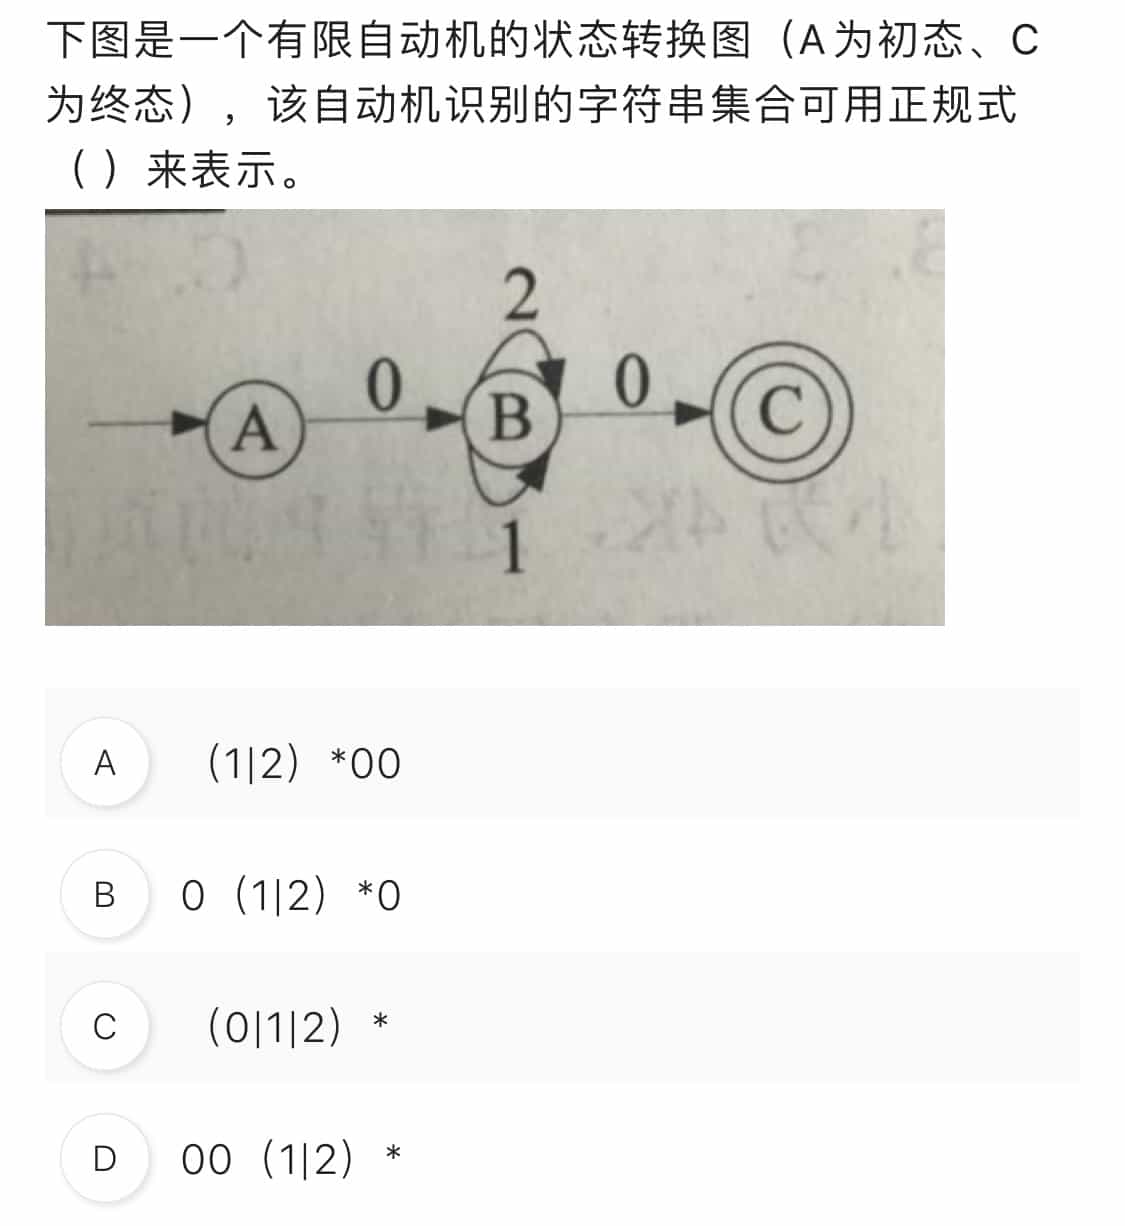 下图是一个有限自动机的状态转换图（A为初态、C
为终态），该自动机识别的字符串集合可用正规式
（ ）来表示。
2
0
0
A
B
C
1
A （1|2）*00
B 0（1|2）*0
C （0|1|2）*
D 00（1|2）*